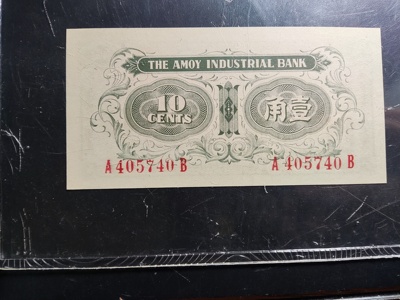 THE AMOY INDUSTRIAL BANK
10 CENTS
角壹
A 405740 B
A 405740 B